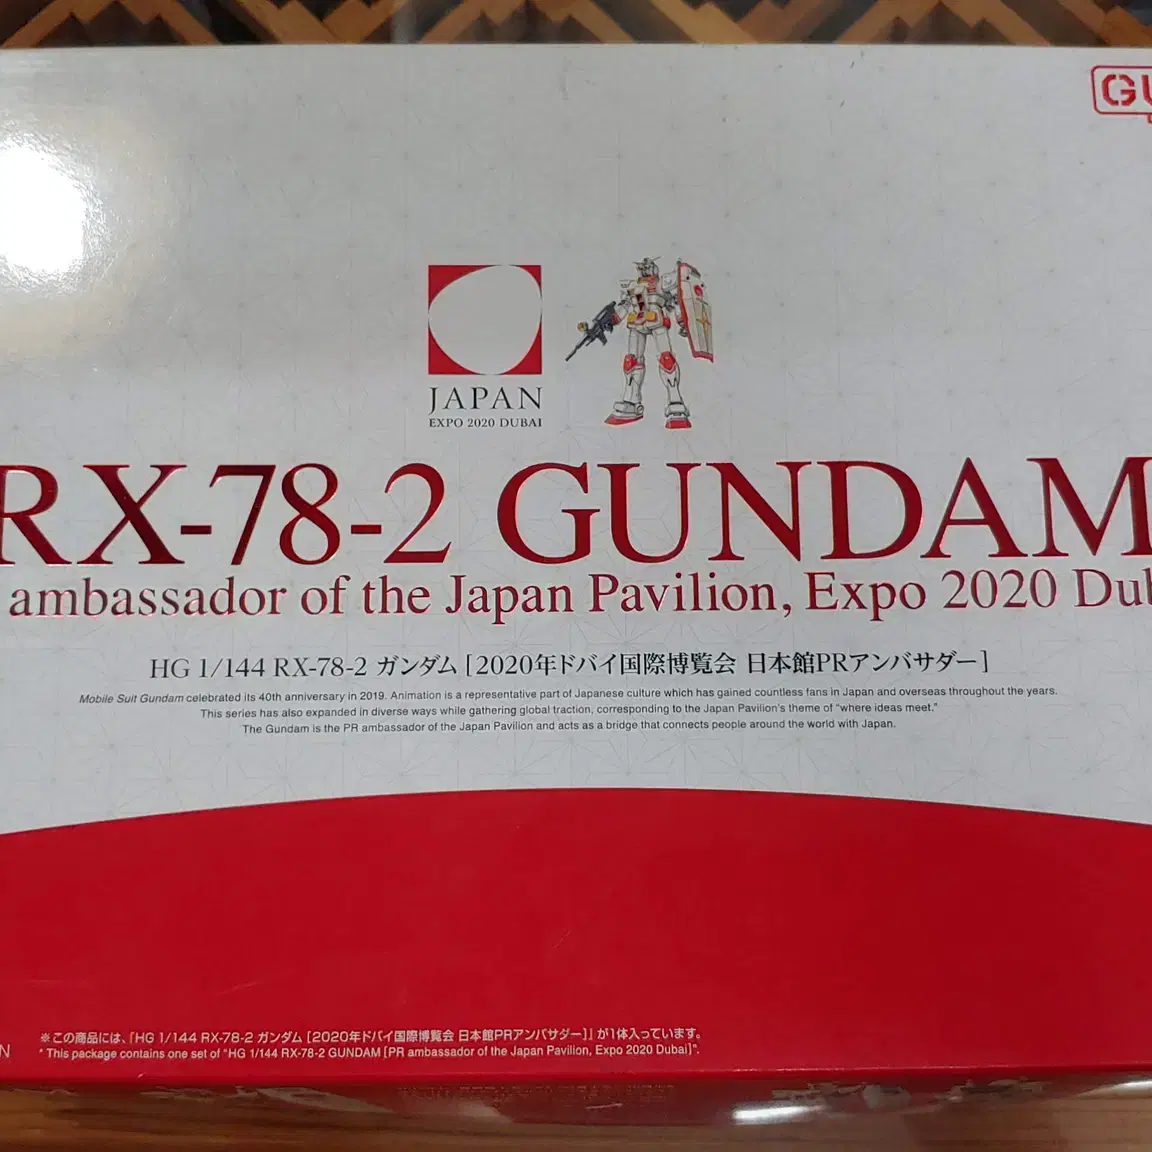 GU
JAPAN
EXPO 2020 DUBAI
RX-78-2 GUNDAM
ambassador of the Japan Pavilion, Expo 2020 Dub
HG 1/144 RX-78-2 ガンダム [2020年ドバイ国際博覧会 日本館PRアンバサダー]
Mobile Suit Gundam celebrated its 40th anniversary in 2019. Animation is a representative part of Japanese culture which has gained countless fans in Japan and overseas throughout the years.
This series has also expanded in diverse ways while gathering global traction, corresponding to the Japan Pavilion's theme of "where ideas meet."
The Gundam is the PR ambassador of the Japan Pavilion and acts as a bridge that connects people around the world with Japan.
※この商品には、「HG 1/144 RX-78-2 ガンダム [2020年ドバイ国際博覧会 日本館PRアンバサダー]」が1体入っています。
N * This package contains one set of "HG 1/144 RX-78-2 GUNDAM [PR ambassador of the Japan Pavilion, Expo 2020 Dubai]".